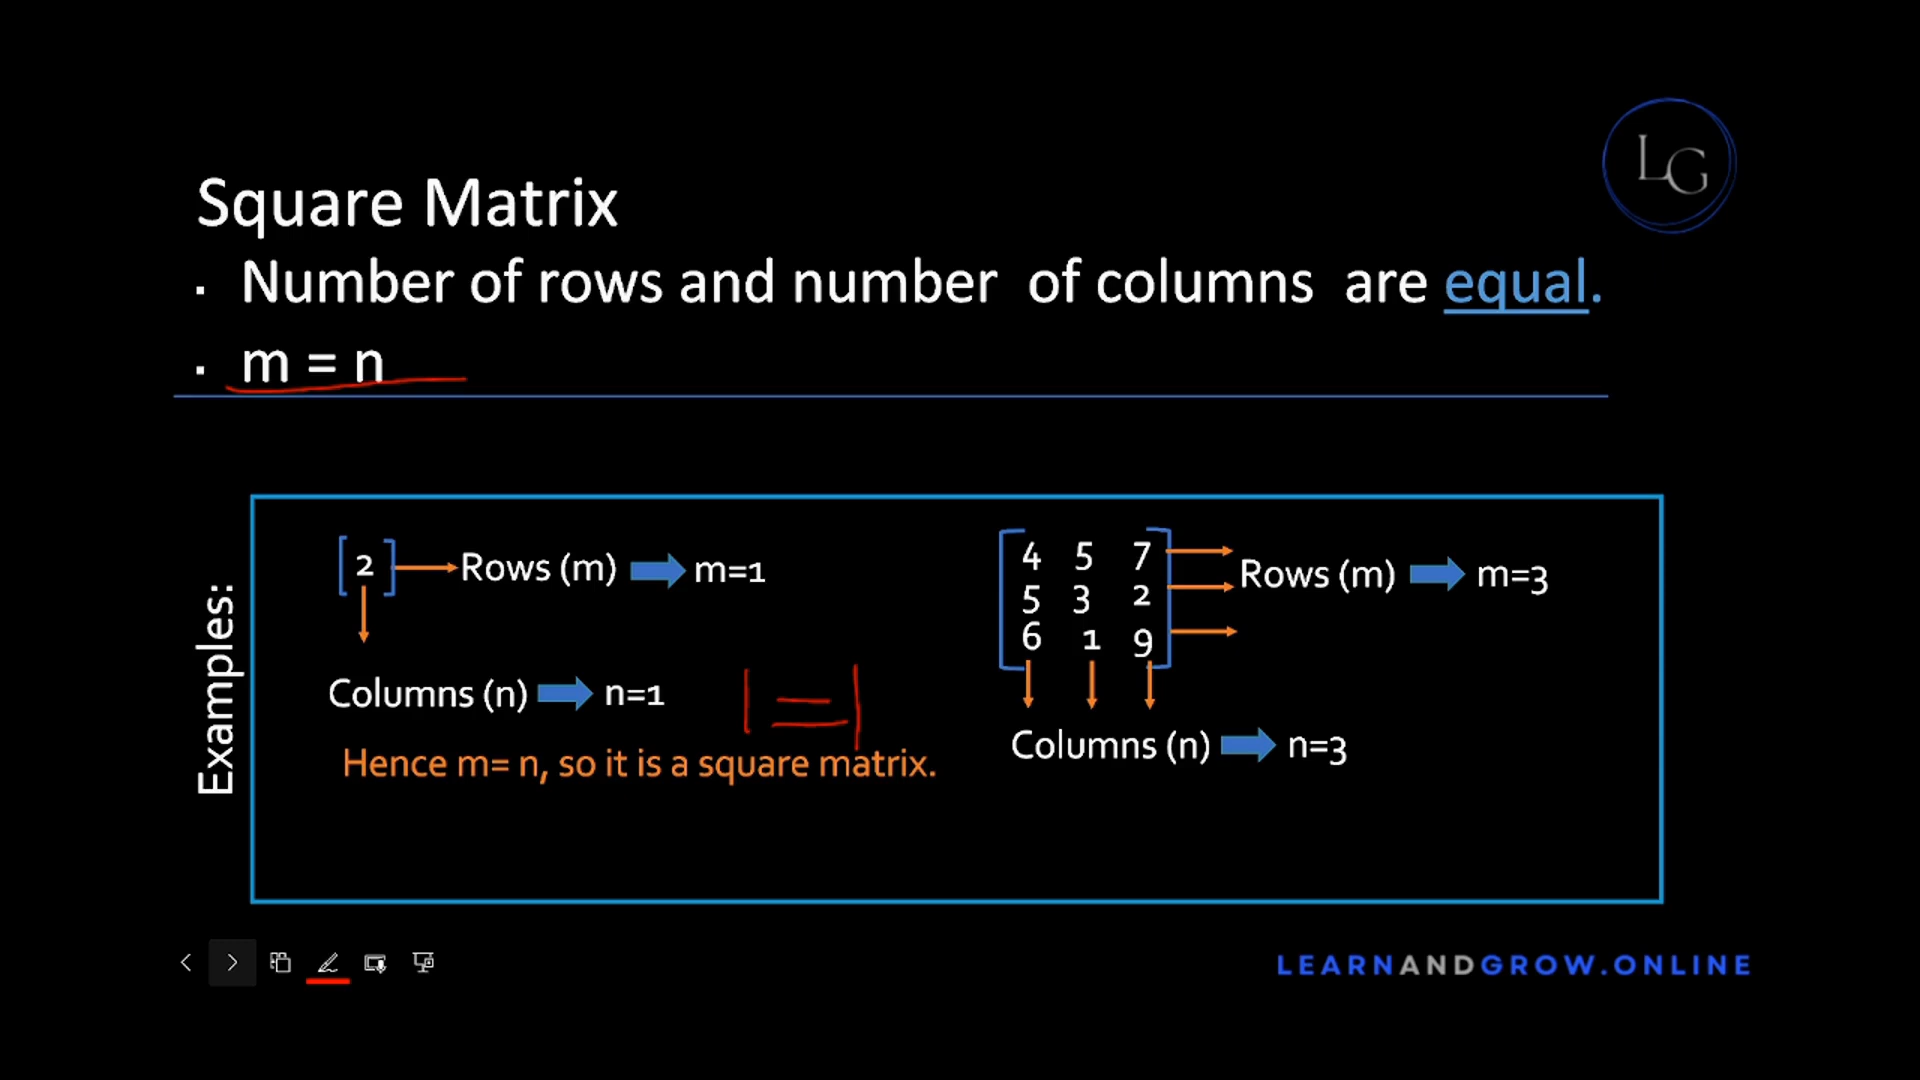 LG
Square Matrix
▪ Number of rows and number of columns are equal.
▪ m = n
Examples:
[2] Rows (m) m=1
Columns (n) n=1
1 = 1
Hence m= n, so it is a square matrix.
4 5 7
5 3 2
6 1 9
Rows (m) m=3
Columns (n) n=3
LEARNANDGROW.ONLINE